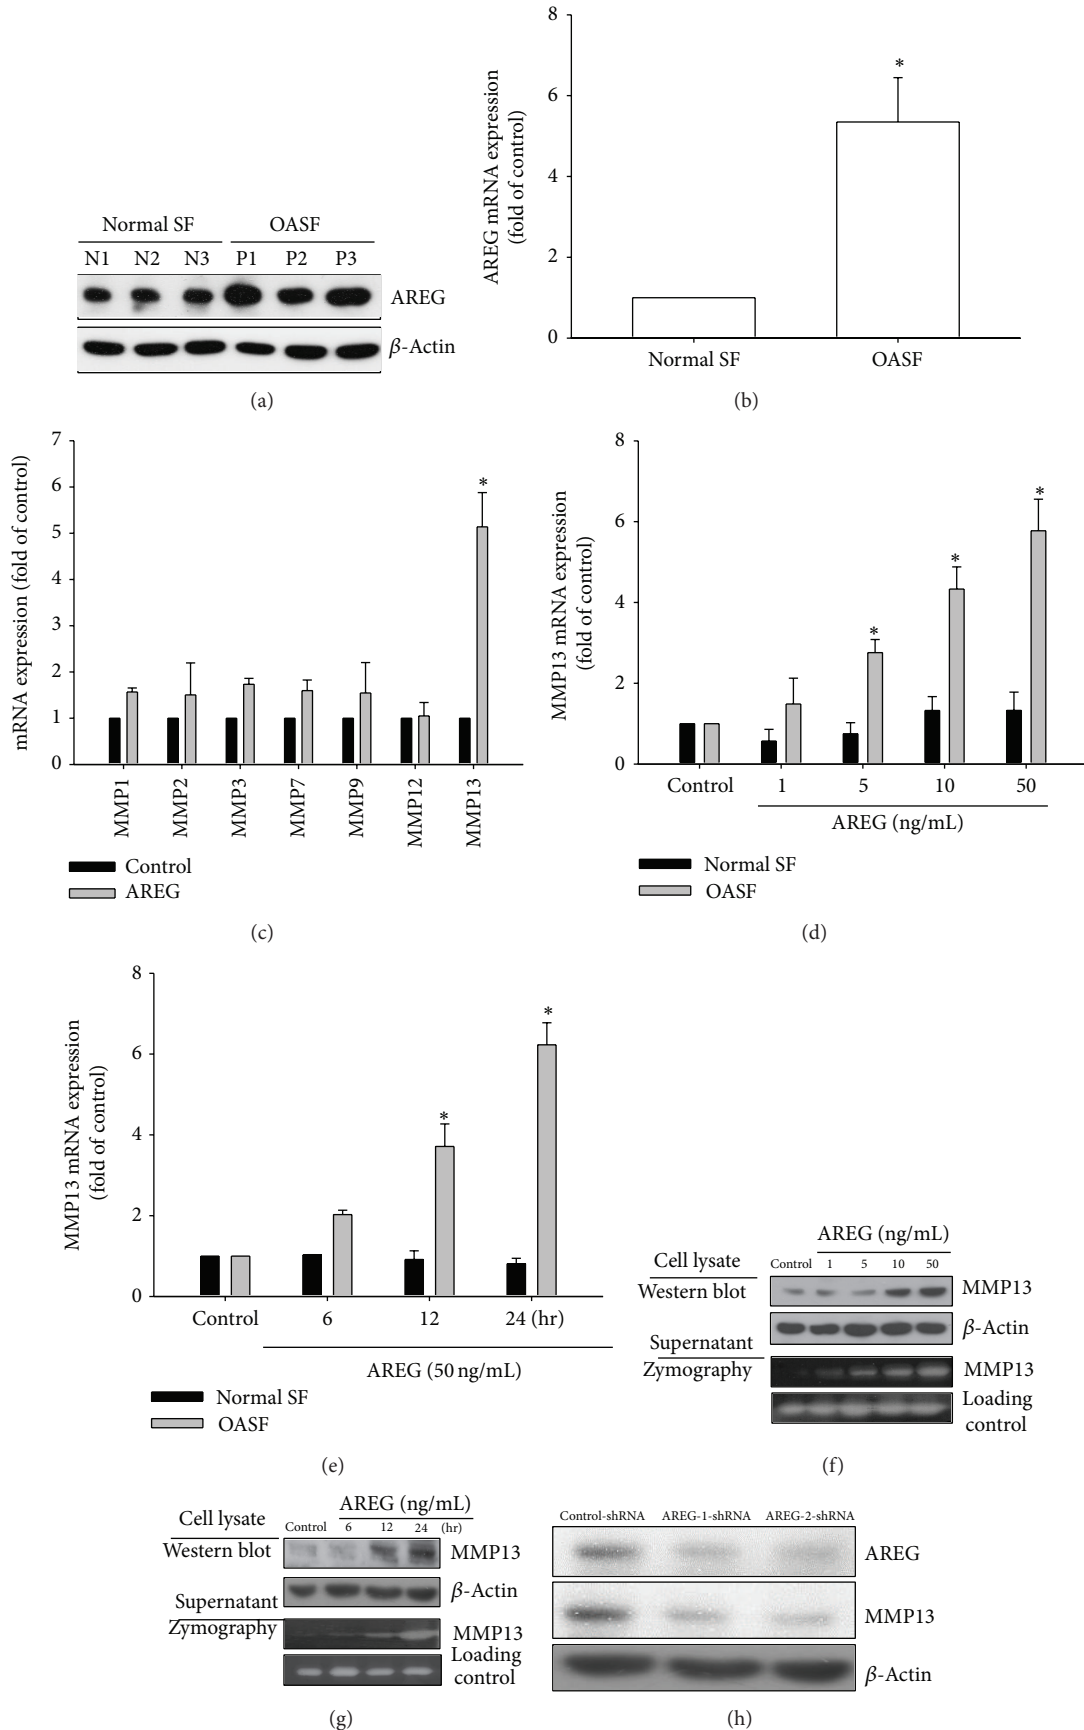 Normal SF OASF
N1 N2 N3 P1 P2 P3
AREG
β-Actin
(a)
AREG mRNA expression
(fold of control)
8
6
4
2
0
*
Normal SF OASF
(b)
mRNA expression (fold of control)
7
6
5
4
3
2
1
0
*
MMP1 MMP2 MMP3 MMP7 MMP9 MMP12 MMP13
Control
AREG
(c)
MMP13 mRNA expression
(fold of control)
8
6
4
2
0
* * *
Control 1 5 10 50
AREG (ng/mL)
Normal SF
OASF
(d)
MMP13 mRNA expression
(fold of control)
8
6
4
2
0
* *
Control 6 12 24 (hr)
AREG (50 ng/mL)
Normal SF
OASF
(e)
AREG (ng/mL)
Cell lysate Control 1 5 10 50
Western blot MMP13
β-Actin
Supernatant
Zymography MMP13
Loading
control
(f)
AREG (ng/mL)
Cell lysate Control 6 12 24 (hr)
Western blot MMP13
β-Actin
Supernatant
Zymography MMP13
Loading
control
(g)
Control-shRNA AREG-1-shRNA AREG-2-shRNA
AREG
MMP13
β-Actin
(h)